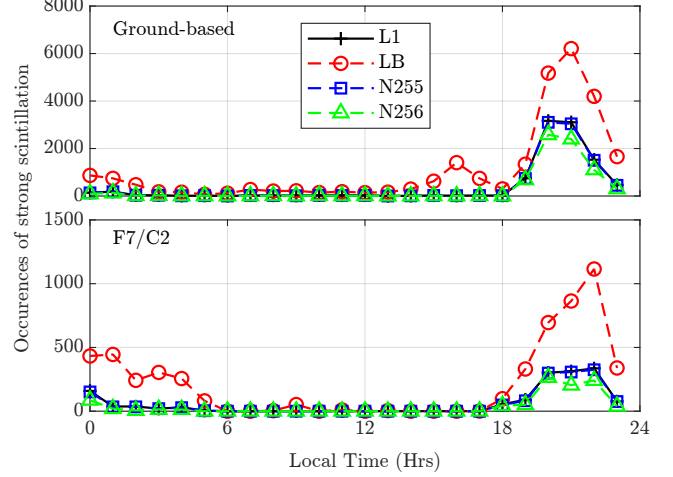 8000
Ground-based
L1
LB
N255
N256
6000
4000
2000
0
Occurences of strong scintillation
1500
F7/C2
1000
500
0
0 6 12 18 24
Local Time (Hrs)